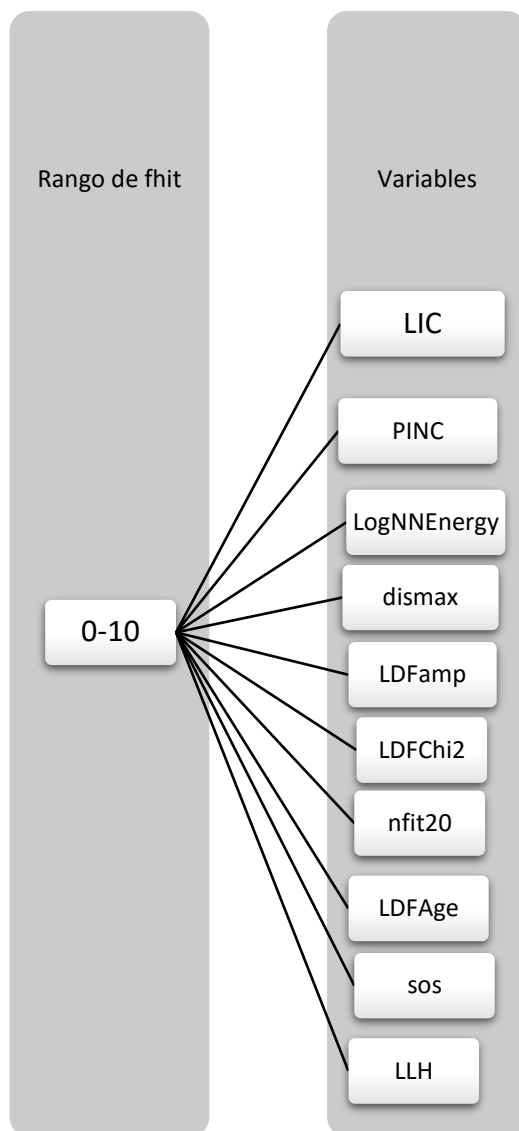 Rango de fhit
Variables
LIC
PINC
LogNNEnergy
dismax
0-10
LDFamp
LDFChi2
nfit20
LDFAge
sos
LLH